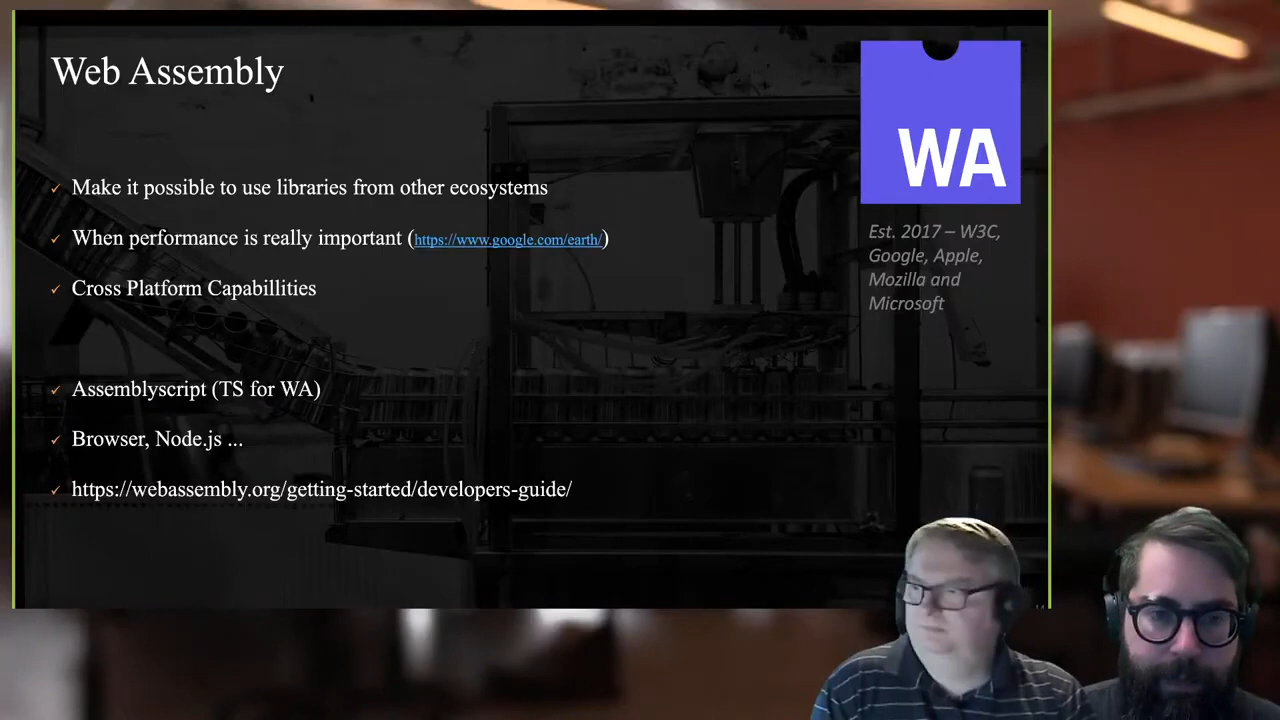 Web Assembly
WA
Make it possible to use libraries from other ecosystems
When performance is really important (https://www.google.com/earth/)
Cross Platform Capabillities
Assemblyscript (TS for WA)
Browser, Node.js ...
https://webassembly.org/getting-started/developers-guide/
Est. 2017 – W3C,
Google, Apple,
Mozilla and
Microsoft